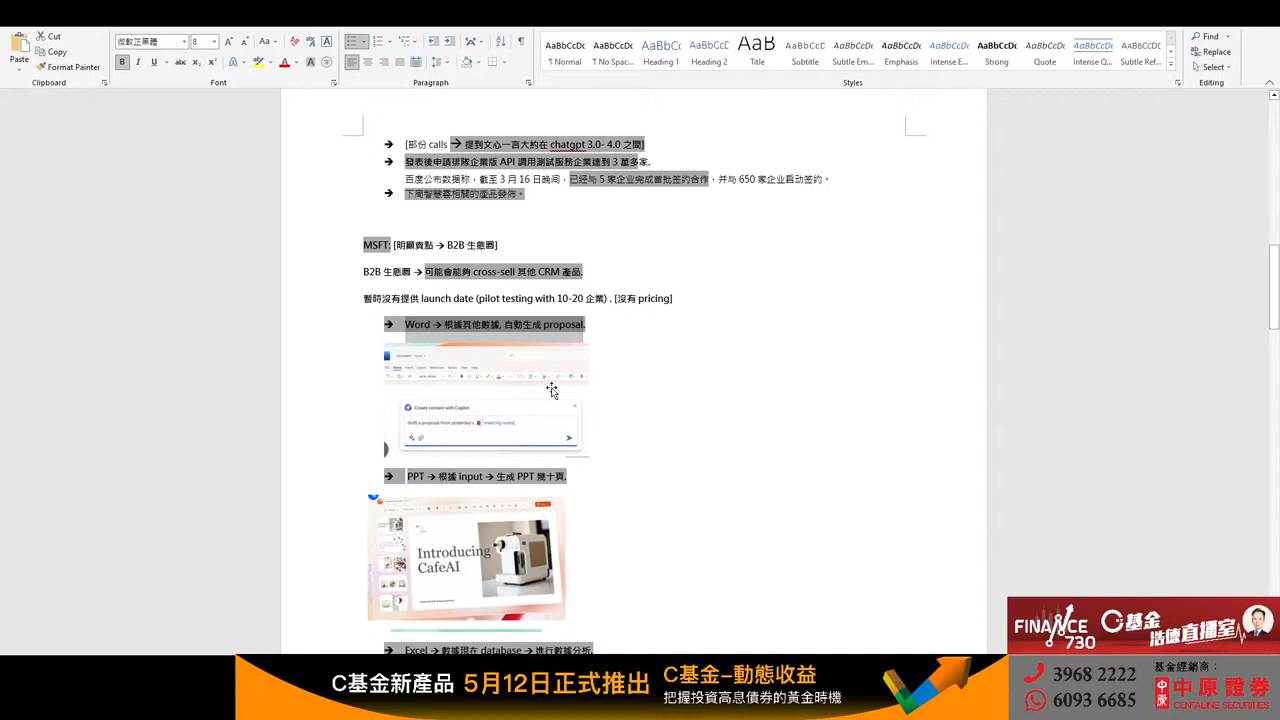 Cut
Copy
Format Painter
Paste
Clipboard
微軟正黑體
8
Font
Paragraph
AaBbCcDc AaBbCcDc AaBbCcDc AaBbCcDc AaB AaBbCcDc AaBbCcDc AaBbCcDc AaBbCcDc AaBbCcDc AaBbCcDc AaBbCcDc AaBbCcDc
¶ Normal ¶ No Spac... Heading 1 Heading 2 Title Subtitle Subtle Em... Emphasis Intense E... Strong Quote Intense Q... Subtle Ref...
Styles
Find
Replace
Select
Editing
→ [部份 calls → 提到文心一言大約在 chatgpt 3.0- 4.0 之間]
→ 發表後申請排隊企業版 API 調用測試服務企業達到 3 萬多家.
百度公布数据称，截至 3 月 16 日晚间，已经与 5 家企业完成首批签约合作，并与 650 家企业启动签约。
→ 下周智慧雲相關的產品發佈。
MSFT: [明顯賣點 → B2B 生態圈]
B2B 生態圈 → 可能會能夠 cross-sell 其他 CRM 產品.
暫時沒有提供 launch date (pilot testing with 10-20 企業) . [沒有 pricing]
→ Word → 根據其他數據, 自動生成 proposal.
Create content with Copilot
draft a proposal from yesterday's meeting notes
→ PPT → 根據 input → 生成 PPT 幾十頁.
Introducing
CafeAI
→ Excel → 數據現在 database → 進行數據分析.
FINANCE
730
C基金
浩德直播室
C基金新產品 5月12日正式推出
C基金-動態收益
把握投資高息債券的黃金時機
3968 2222
6093 6685
基金經銷商：
中原證券
CENTALINE SECURITIES